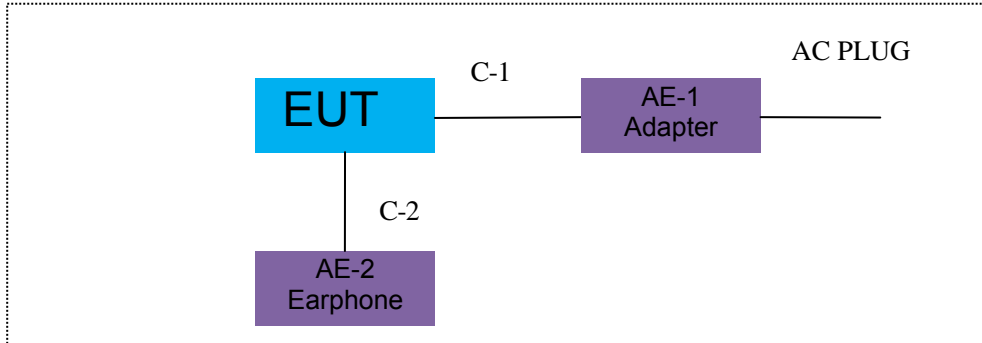 AC PLUG
C-1
EUT
AE-1
Adapter
C-2
AE-2
Earphone